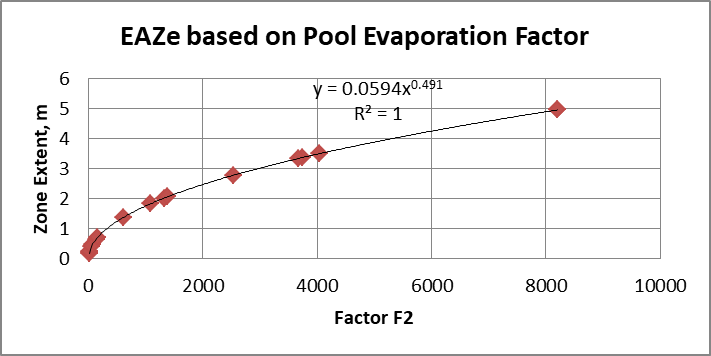 EAZe based on Pool Evaporation Factor
y = 0.0594x^0.491
R² = 1
Zone Extent, m
6
5
4
3
2
1
0
0 2000 4000 6000 8000 10000
Factor F2